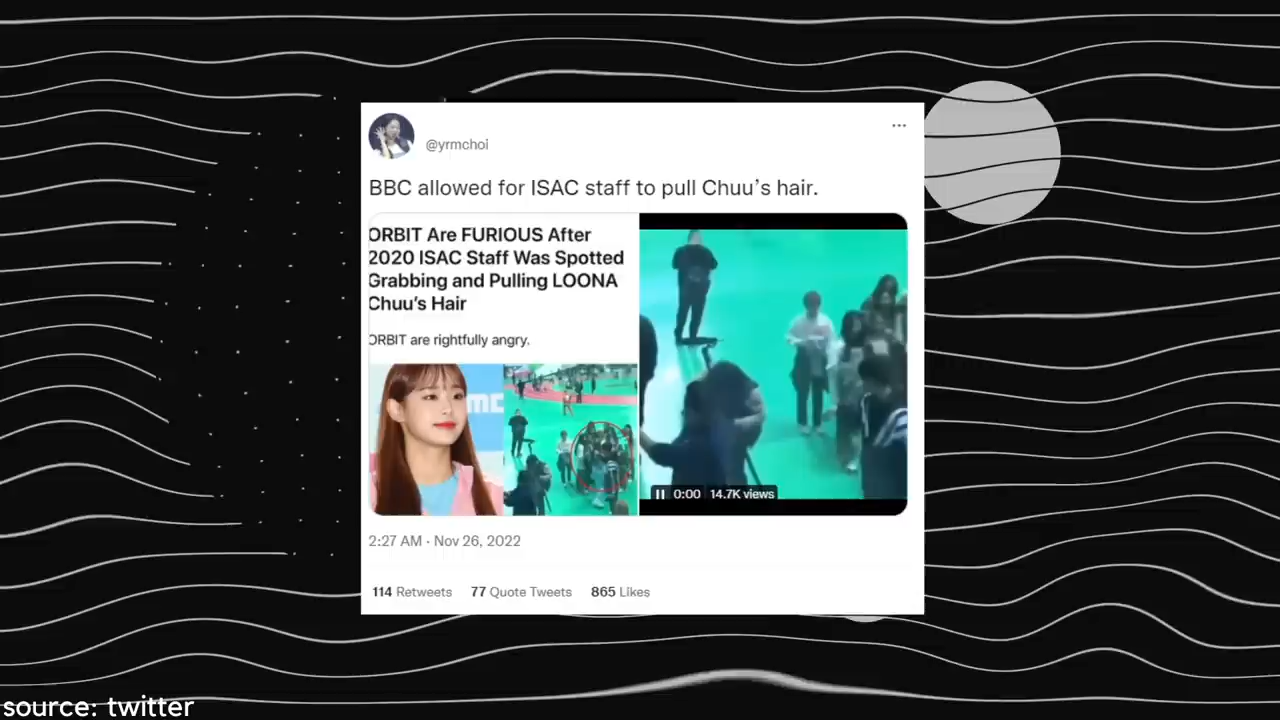 @yrmchoi
BBC allowed for ISAC staff to pull Chuu's hair.
ORBIT Are FURIOUS After
2020 ISAC Staff Was Spotted
Grabbing and Pulling LOONA
Chuu's Hair
ORBIT are rightfully angry.
mc
0:00 14.7K views
2:27 AM · Nov 26, 2022
114 Retweets 77 Quote Tweets 865 Likes
source: twitter